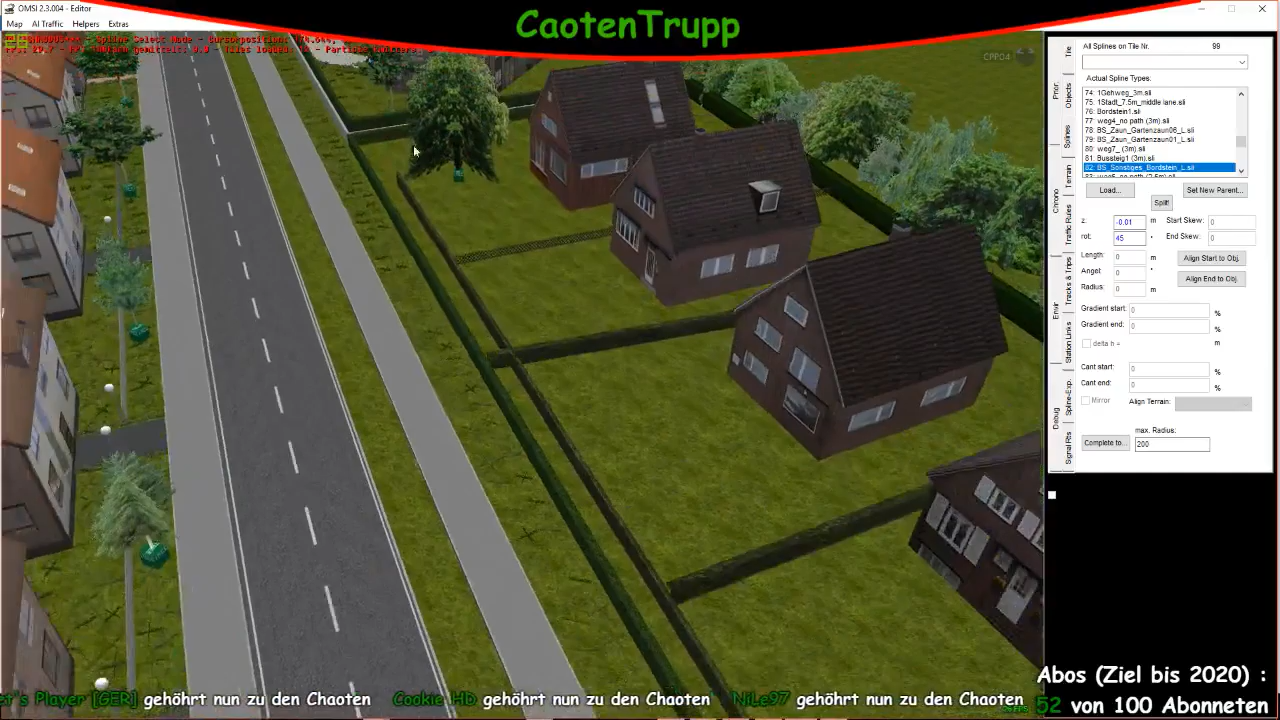 OMSI 2.3.004 - Editor
Map AI Traffic Helpers Extras
CaotenTrupp
CPP04
Tile
Prior.
Objects
Splines
Terrain
Chrono
Traffic Rules
Tracks & Trips
Envir
Station Links
Spline-Exp.
Debug
Signal Rts
All Splines on Tile Nr. 99
Actual Spline Types:
74: 1Gehweg_3m.sli
75: 1Stadt_7.5m_middle lane.sli
76: Bordstein1.sli
77: weg4_no path (3m).sli
78: BS_Zaun_Gartenzaun06_L.sli
79: BS_Zaun_Gartenzaun01_L.sli
80: weg7_ (3m).sli
81: Bussteig1 (3m).sli
82: BS_Sonstiges_Bordstein_L.sli
Load... Set New Parent...
Split!
z: -0.01 m Start Skew: 0
rot: 45 ° End Skew: 0
Length: 0 m Align Start to Obj.
Angel: 0 ° Align End to Obj.
Radius: 0 m
Gradient start: 0 %
Gradient end: 0 %
delta h = m
Cant start: 0 %
Cant end: 0 %
Mirror Align Terrain:
max. Radius:
Complete to... 200
Abos (Ziel bis 2020) :
52 von 100 Abonneten
et's Player [GER] gehöhrt nun zu den Chaoten Cookie HD gehöhrt nun zu den Chaoten NiLe97 gehöhrt nun zu den Chaoten